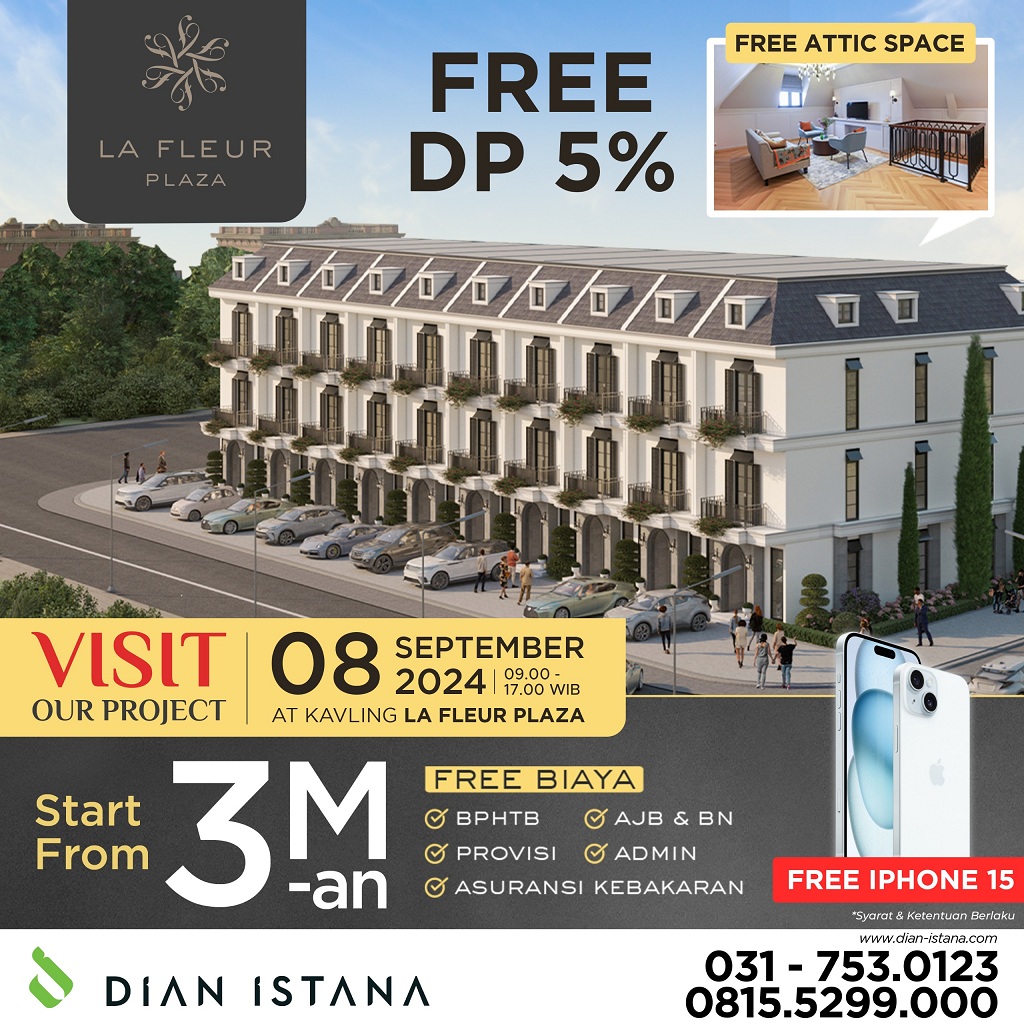 LA FLEUR
PLAZA
FREE
DP 5%
FREE ATTIC SPACE
VISIT
OUR PROJECT
08
SEPTEMBER
2024
09.00 -
17.00 WIB
AT KAVLING LA FLEUR PLAZA
Start
From
3M
-an
FREE BIAYA
BPHTB
AJB & BN
PROVISI
ADMIN
ASURANSI KEBAKARAN
FREE IPHONE 15
*Syarat & Ketentuan Berlaku
DIAN ISTANA
www.dian-istana.com
031 - 753.0123
0815.5299.000